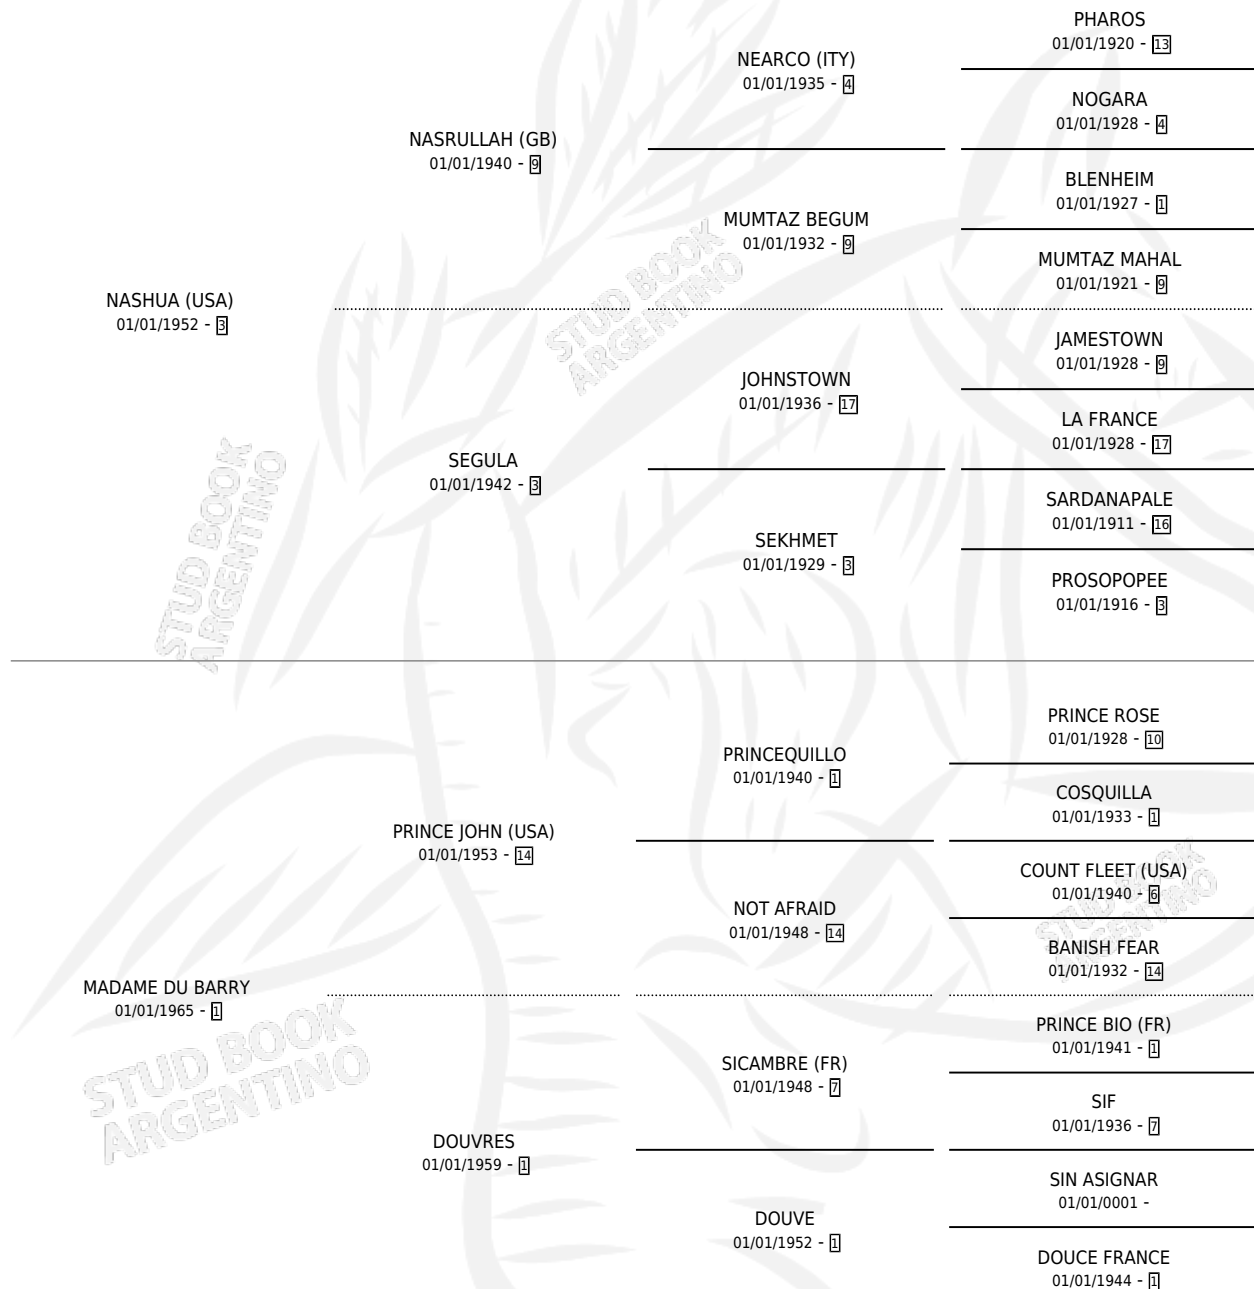 PHAROS
01/01/1920 - 13
NEARCO (ITY)
01/01/1935 - 4
NOGARA
01/01/1928 - 4
NASRULLAH (GB)
01/01/1940 - 9
BLENHEIM
01/01/1927 - 1
MUMTAZ BEGUM
01/01/1932 - 9
MUMTAZ MAHAL
01/01/1921 - 9
NASHUA (USA)
01/01/1952 - 3
STUD BOOK
ARGENTINO
JAMESTOWN
01/01/1928 - 9
JOHNSTOWN
01/01/1936 - 17
LA FRANCE
01/01/1928 - 17
SEGULA
01/01/1942 - 3
SARDANAPALE
01/01/1911 - 16
SEKHMET
01/01/1929 - 3
PROSOPOPEE
01/01/1916 - 3
STUD BOOK
ARGENTINO
PRINCE ROSE
01/01/1928 - 10
PRINCEQUILLO
01/01/1940 - 1
COSQUILLA
01/01/1933 - 1
PRINCE JOHN (USA)
01/01/1953 - 14
COUNT FLEET (USA)
01/01/1940 - 6
NOT AFRAID
01/01/1948 - 14
BANISH FEAR
01/01/1932 - 14
STUD BOOK
ARGENTINO
MADAME DU BARRY
01/01/1965 - 1
PRINCE BIO (FR)
01/01/1941 - 1
SICAMBRE (FR)
01/01/1948 - 7
SIF
01/01/1936 - 7
STUD BOOK
ARGENTINO
DOUVRES
01/01/1959 - 1
SIN ASIGNAR
01/01/0001 -
DOUVE
01/01/1952 - 1
DOUCE FRANCE
01/01/1944 - 1